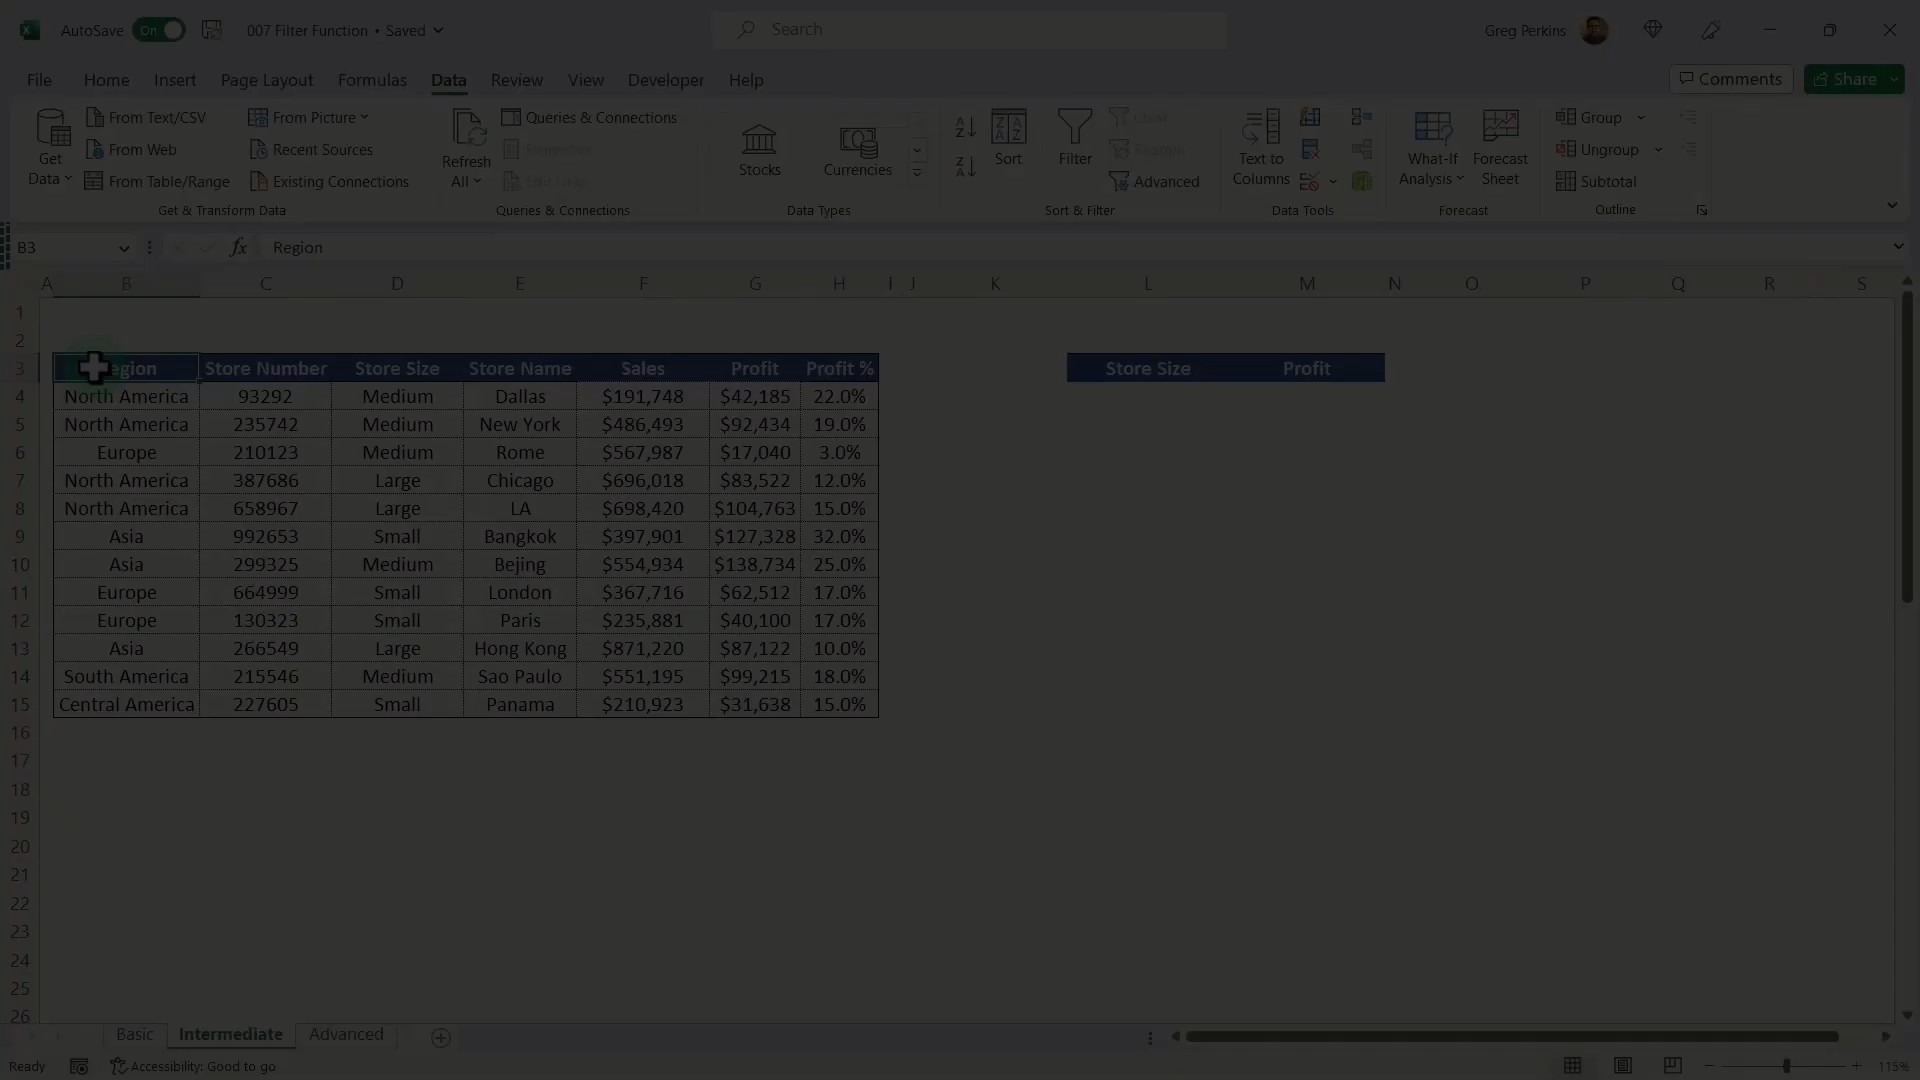 AutoSave On 007 Filter Function • Saved Search Greg Perkins
File Home Insert Page Layout Formulas Data Review View Developer Help Comments Share
Get Data
From Text/CSV
From Web
From Table/Range
From Picture
Recent Sources
Existing Connections
Get & Transform Data
Refresh All
Queries & Connections
Properties
Edit Links
Queries & Connections
Stocks
Currencies
Data Types
Sort
Filter
Clear
Reapply
Advanced
Sort & Filter
Text to Columns
Data Tools
What-If Analysis
Forecast Sheet
Forecast
Group
Ungroup
Subtotal
Outline
B3 fx Region
A B C D E F G H I J K L M N O P Q R S
1
2
3 Region Store Number Store Size Store Name Sales Profit Profit % Store Size Profit
4 North America 93292 Medium Dallas $191,748 $42,185 22.0%
5 North America 235742 Medium New York $486,493 $92,434 19.0%
6 Europe 210123 Medium Rome $567,987 $17,040 3.0%
7 North America 387686 Large Chicago $696,018 $83,522 12.0%
8 North America 658967 Large LA $698,420 $104,763 15.0%
9 Asia 992653 Small Bangkok $397,901 $127,328 32.0%
10 Asia 299325 Medium Bejing $554,934 $138,734 25.0%
11 Europe 664999 Small London $367,716 $62,512 17.0%
12 Europe 130323 Small Paris $235,881 $40,100 17.0%
13 Asia 266549 Large Hong Kong $871,220 $87,122 10.0%
14 South America 215546 Medium Sao Paulo $551,195 $99,215 18.0%
15 Central America 227605 Small Panama $210,923 $31,638 15.0%
16
17
18
19
20
21
22
23
24
25
26
Basic Intermediate Advanced
Ready Accessibility: Good to go 115%